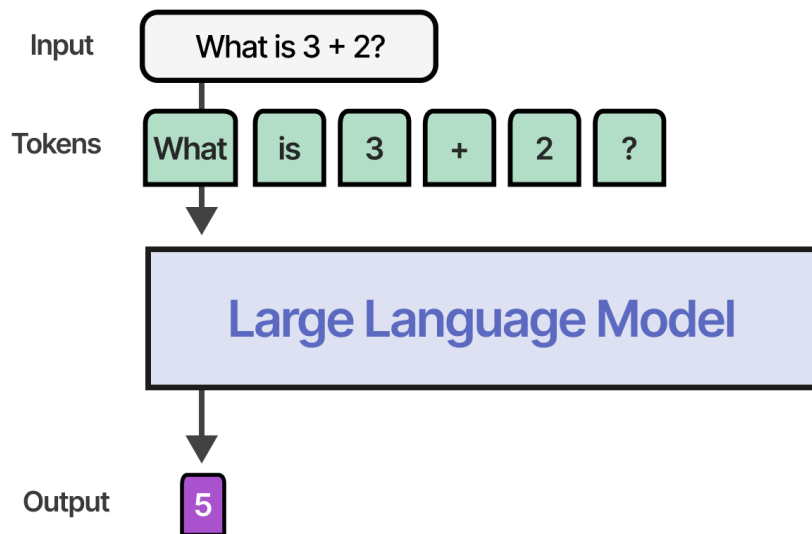 Input
What is 3 + 2?
Tokens
What is 3 + 2 ?
Large Language Model
Output
5